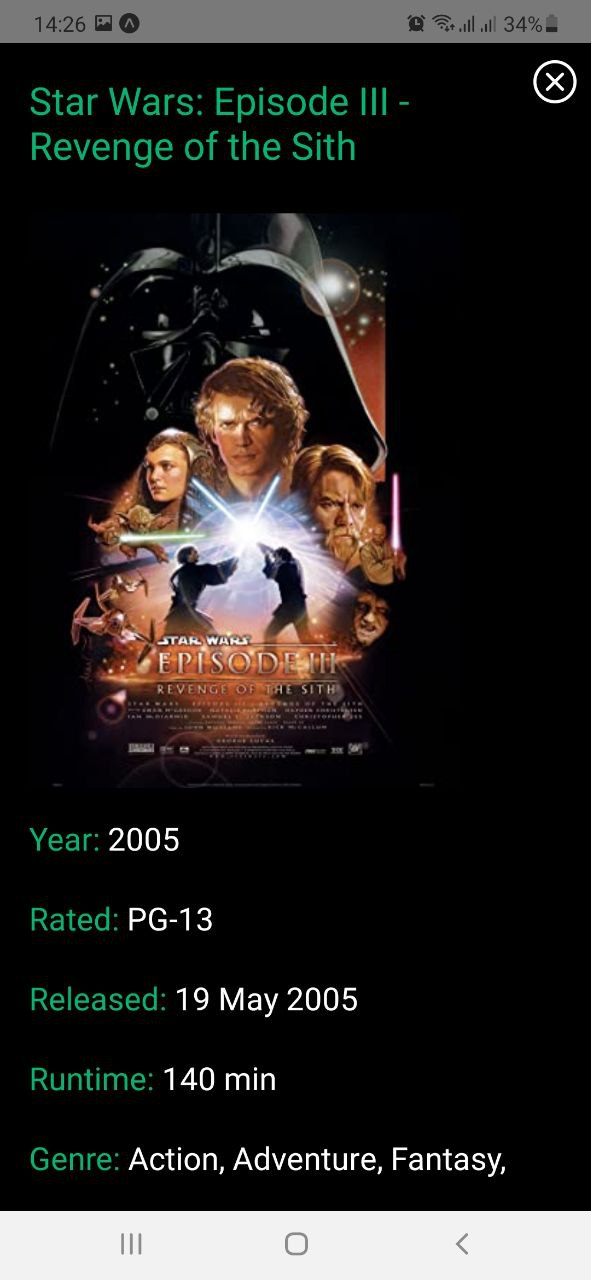 14:26
34%
Star Wars: Episode III -
Revenge of the Sith
STAR WARS
EPISODE III
REVENGE OF THE SITH
Year: 2005
Rated: PG-13
Released: 19 May 2005
Runtime: 140 min
Genre: Action, Adventure, Fantasy,